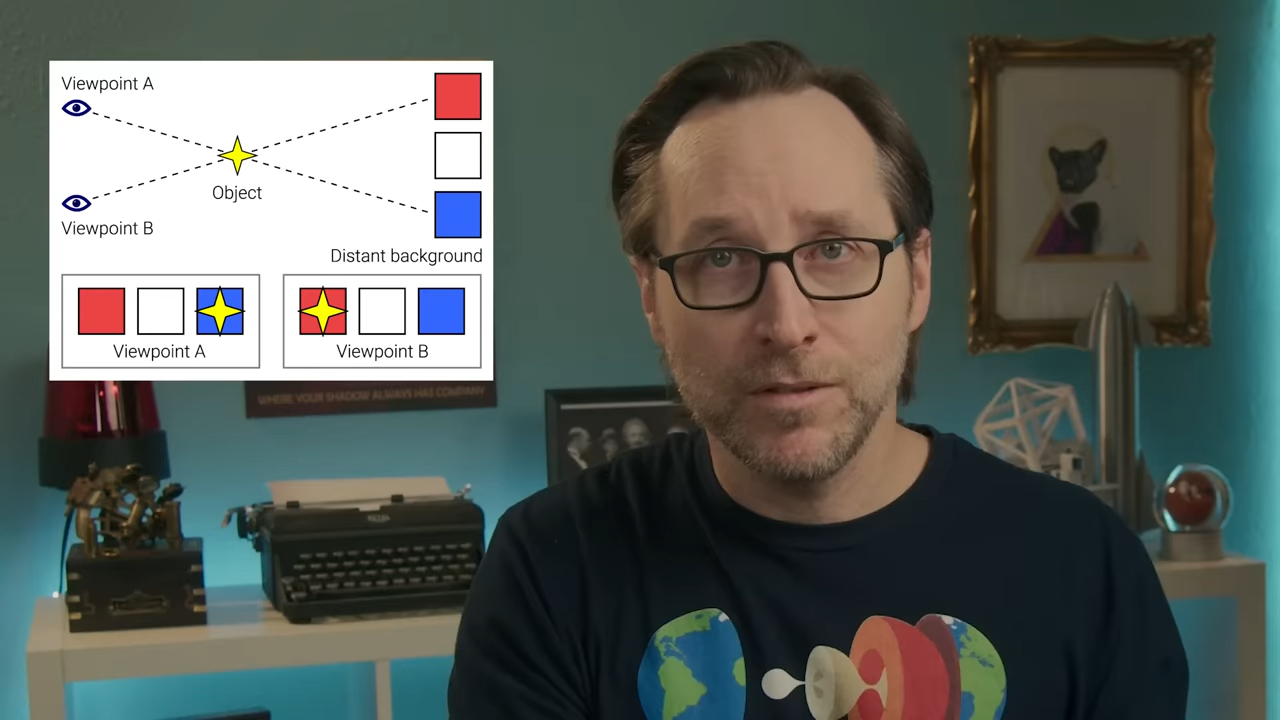 Viewpoint A
Object
Viewpoint B
Distant background
Viewpoint A
Viewpoint B
WHERE YOUR SHADOW ALWAYS HAS COMPANY